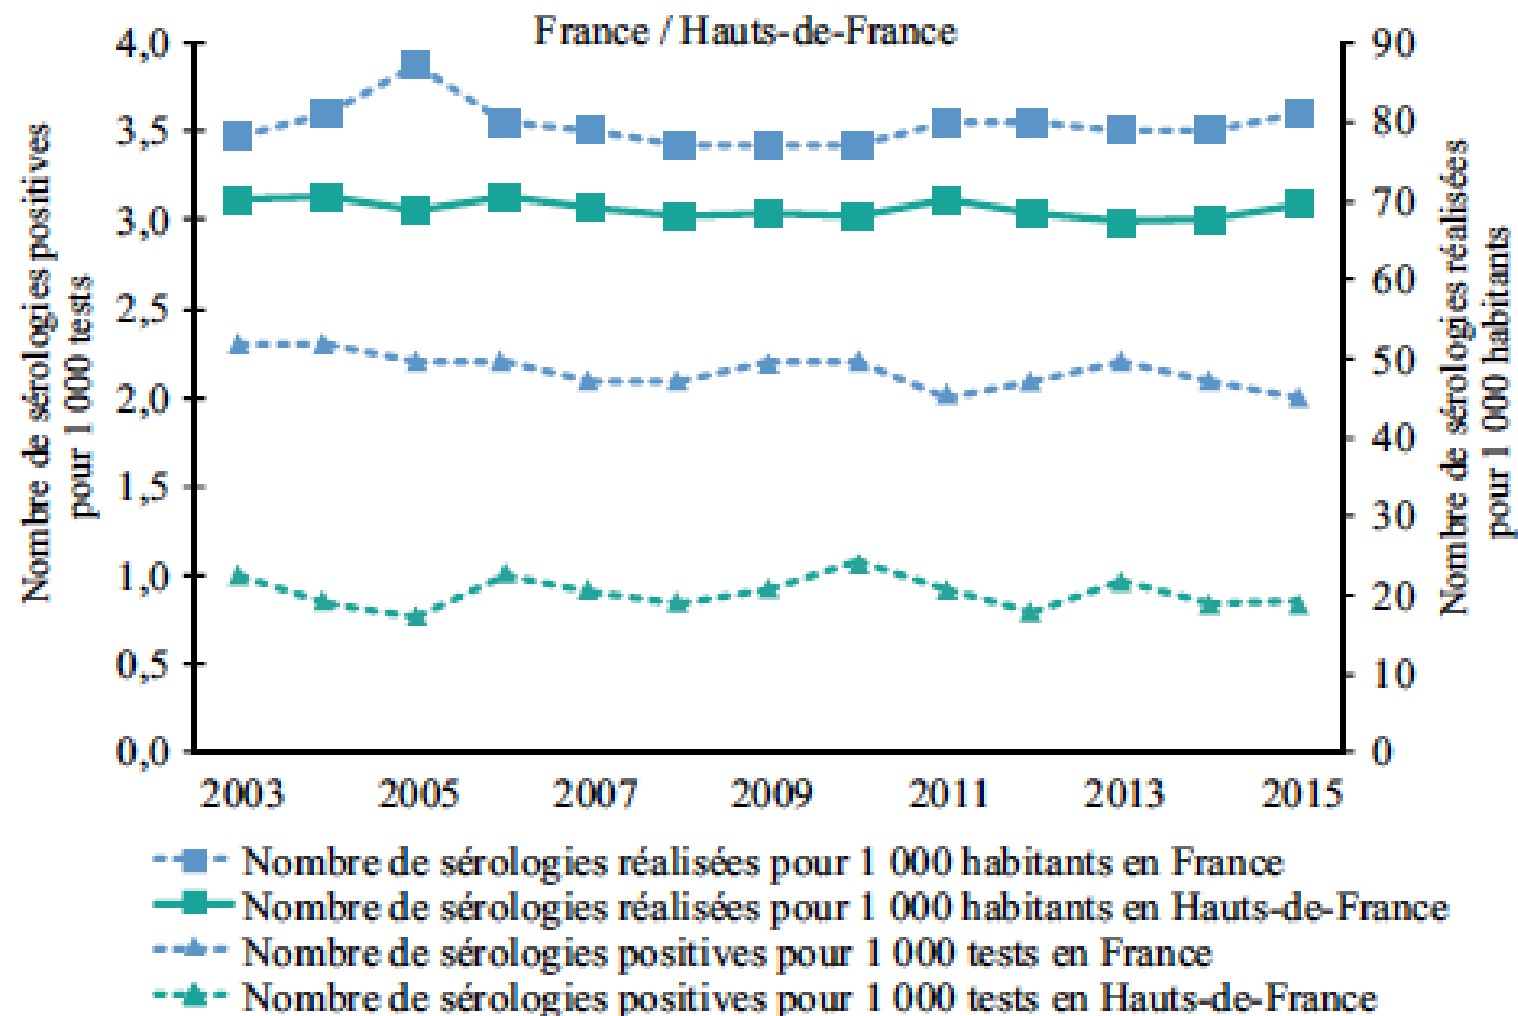 France / Hauts-de-France
Nombre de sérologies positives
pour 1 000 tests
4,0
3,5
3,0
2,5
2,0
1,5
1,0
0,5
0,0
90
80
70
60
50
40
30
20
10
0
Nombre de sérologies réalisées
pour 1 000 habitants
2003 2005 2007 2009 2011 2013 2015
Nombre de sérologies réalisées pour 1 000 habitants en France
Nombre de sérologies réalisées pour 1 000 habitants en Hauts-de-France
Nombre de sérologies positives pour 1 000 tests en France
Nombre de sérologies positives pour 1 000 tests en Hauts-de-France